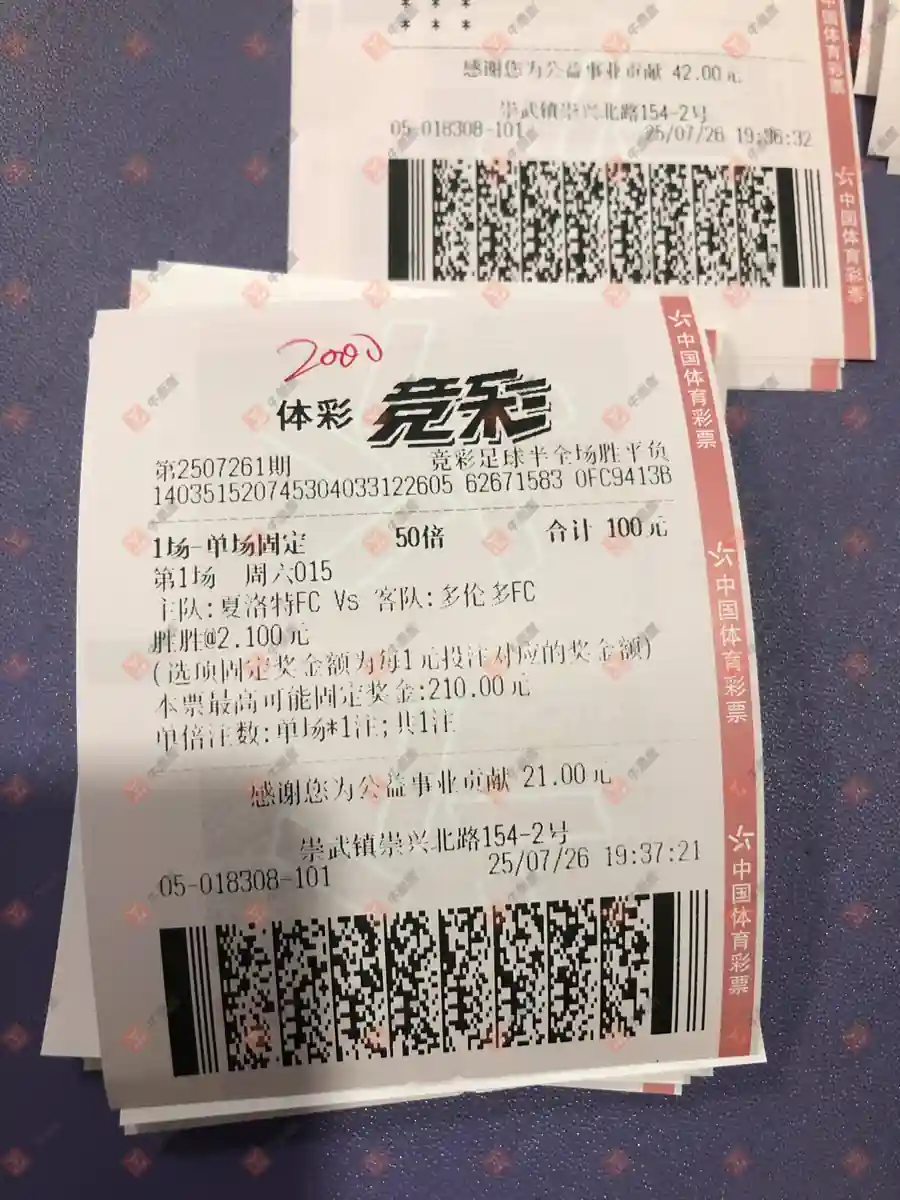 * * *
* * *
感谢您为公益事业贡献 42.00元
崇武镇崇兴北路154-2号
05-018308-101 25/07/26 19:36:32
中国体育彩票
中国体育彩票
2000
体彩 竞彩
第2507261期 竞彩足球半全场胜平负
140351520745304033122605 62671583 0FC9413B
1场-单场固定 50倍 合计 100元
第1场 周六015
主队:夏洛特FC Vs 客队:多伦多FC
胜胜@2.100元
(选项固定奖金额为每1元投注对应的奖金额)
本票最高可能固定奖金:210.00元
单倍注数:单场*1注;共1注
感谢您为公益事业贡献 21.00元
崇武镇崇兴北路154-2号
05-018308-101 25/07/26 19:37:21
中国体育彩票
中国体育彩票
中国体育彩票